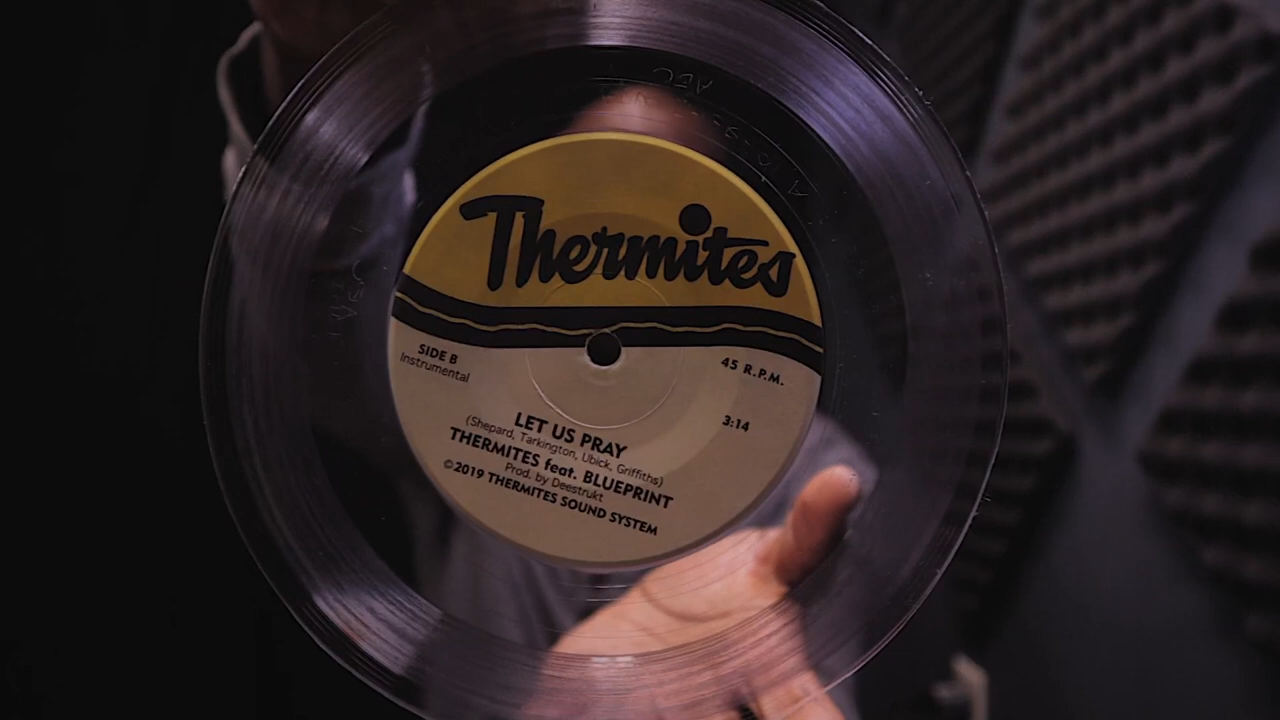 Thermites
SIDE B
Instrumental
45 R.P.M.
3:14
LET US PRAY
(Shepard, Tarkington, Ubick, Griffiths)
THERMITES feat. BLUEPRINT
Prod. by Deestrukt
©2019 THERMITES SOUND SYSTEM